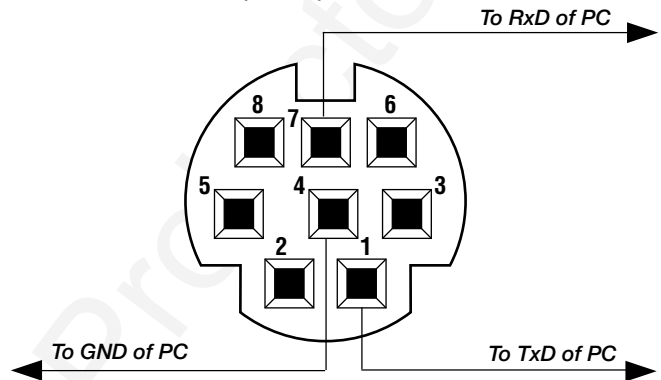 To RxD of PC
8 7 6
5 4 3
2 1
To GND of PC To TxD of PC